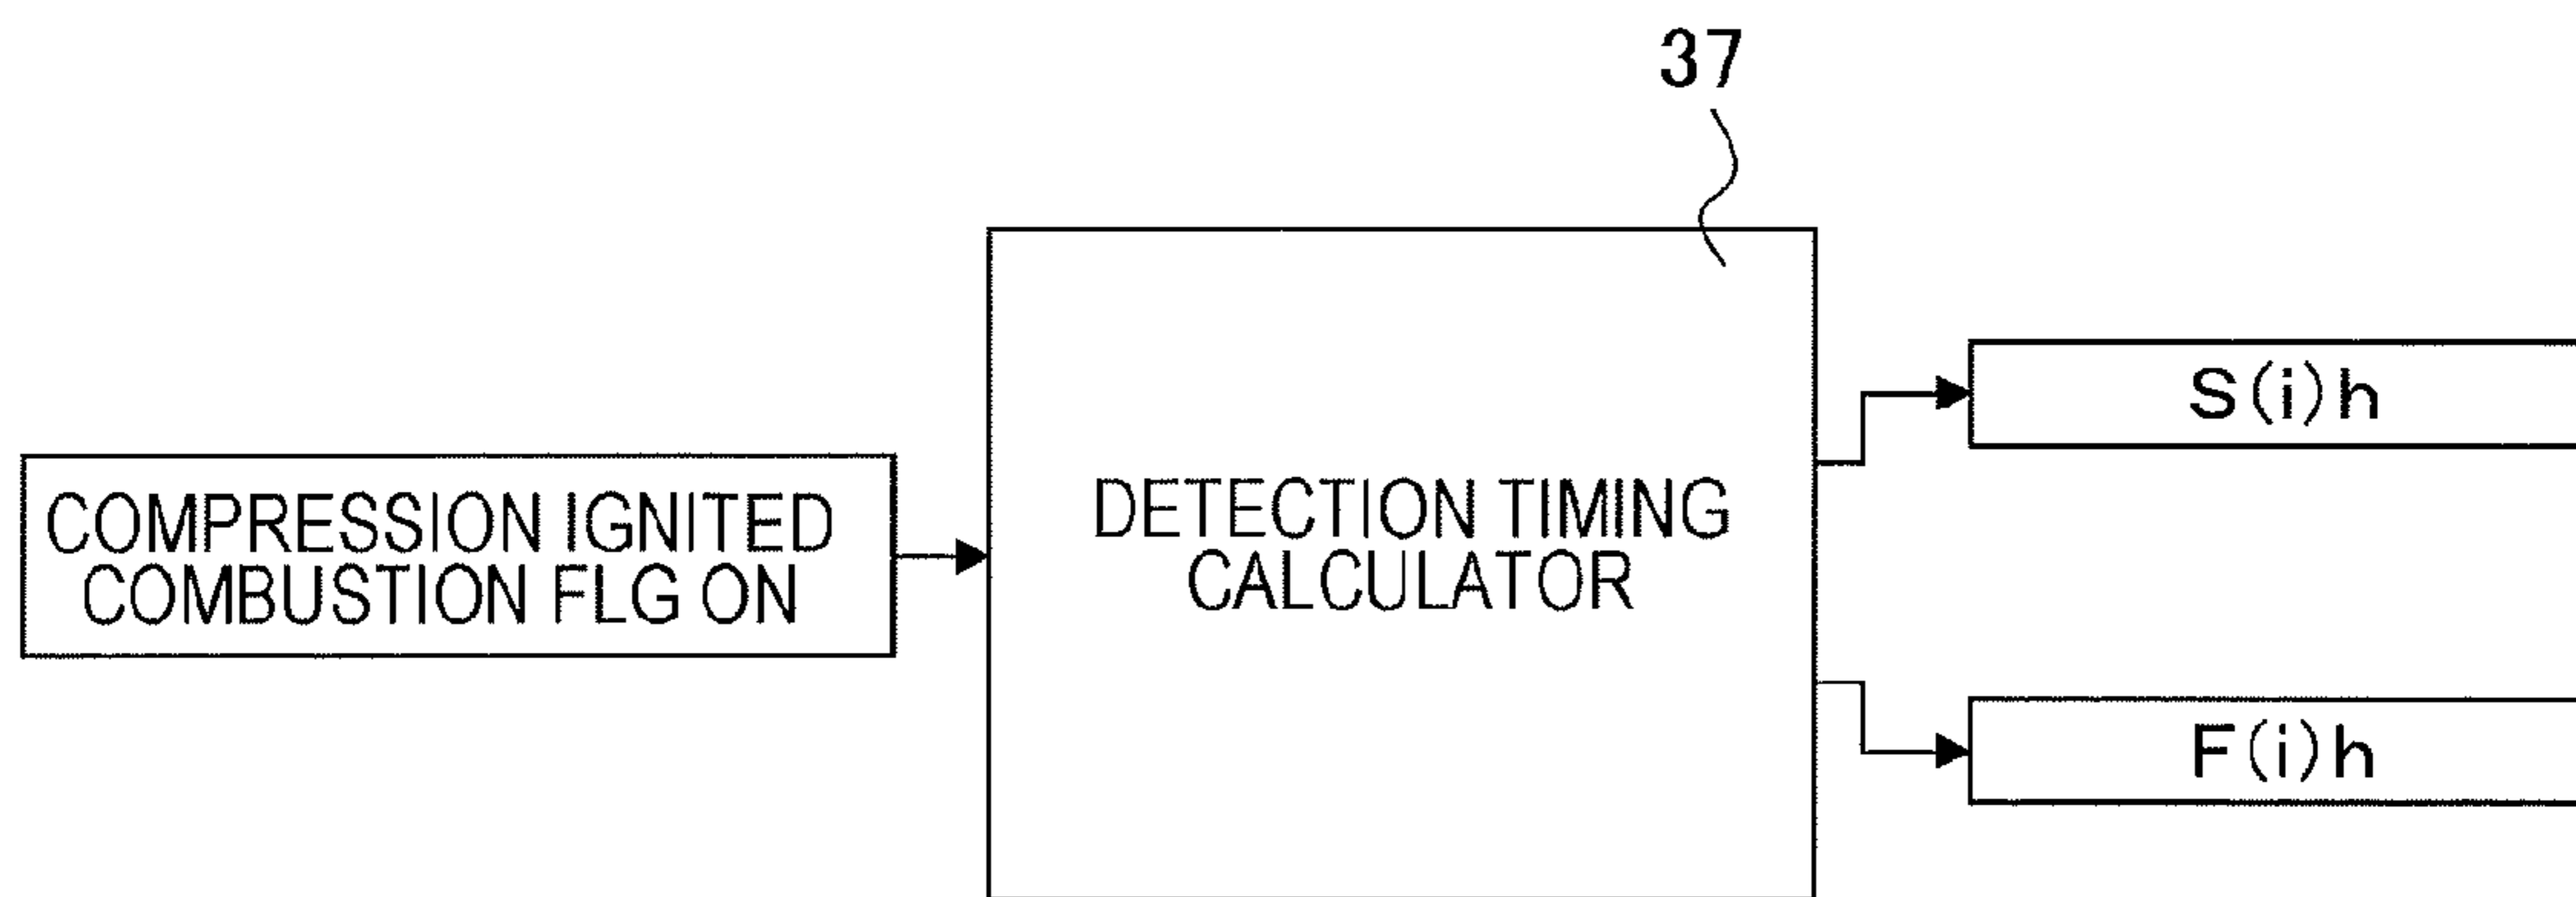 37
COMPRESSION IGNITED
COMBUSTION FLG ON
DETECTION TIMING
CALCULATOR
S(i)h
F(i)h